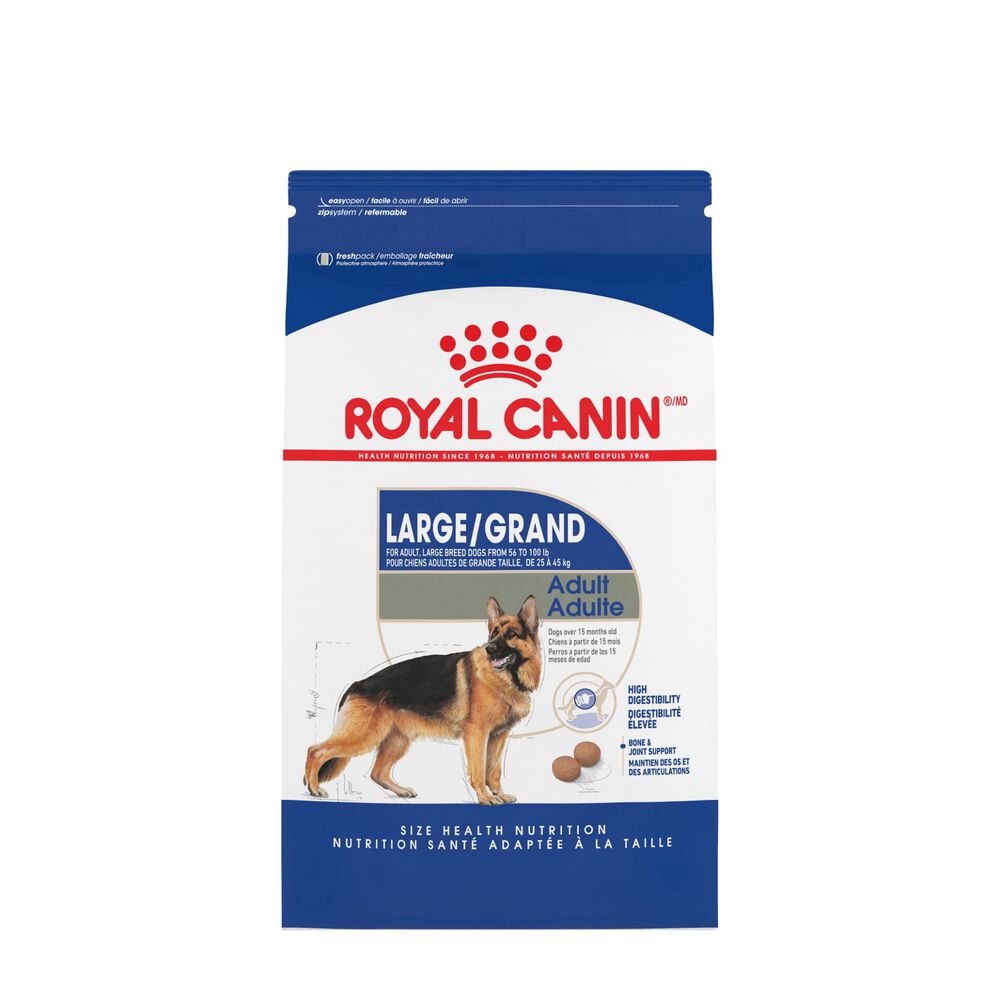 easyopen / facile à ouvrir / fácil de abrir
zipsystem / refermable
freshpack / emballage fraîcheur
Protective atmosphere / Atmosphère protectrice
ROYAL CANIN ®/MD
HEALTH NUTRITION SINCE 1968 - NUTRITION SANTÉ DEPUIS 1968
LARGE/GRAND
FOR ADULT, LARGE BREED DOGS FROM 56 TO 100 lb
POUR CHIENS ADULTES DE GRANDE TAILLE, DE 25 À 45 kg
Adult
Adulte
Dogs over 15 months old
Chiens à partir de 15 mois
Perros a partir de los 15
meses de edad
HIGH
DIGESTIBILITY
DIGESTIBILITÉ
ÉLEVÉE
BONE &
JOINT SUPPORT
MAINTIEN DES OS ET
DES ARTICULATIONS
SIZE HEALTH NUTRITION
NUTRITION SANTÉ ADAPTÉE À LA TAILLE